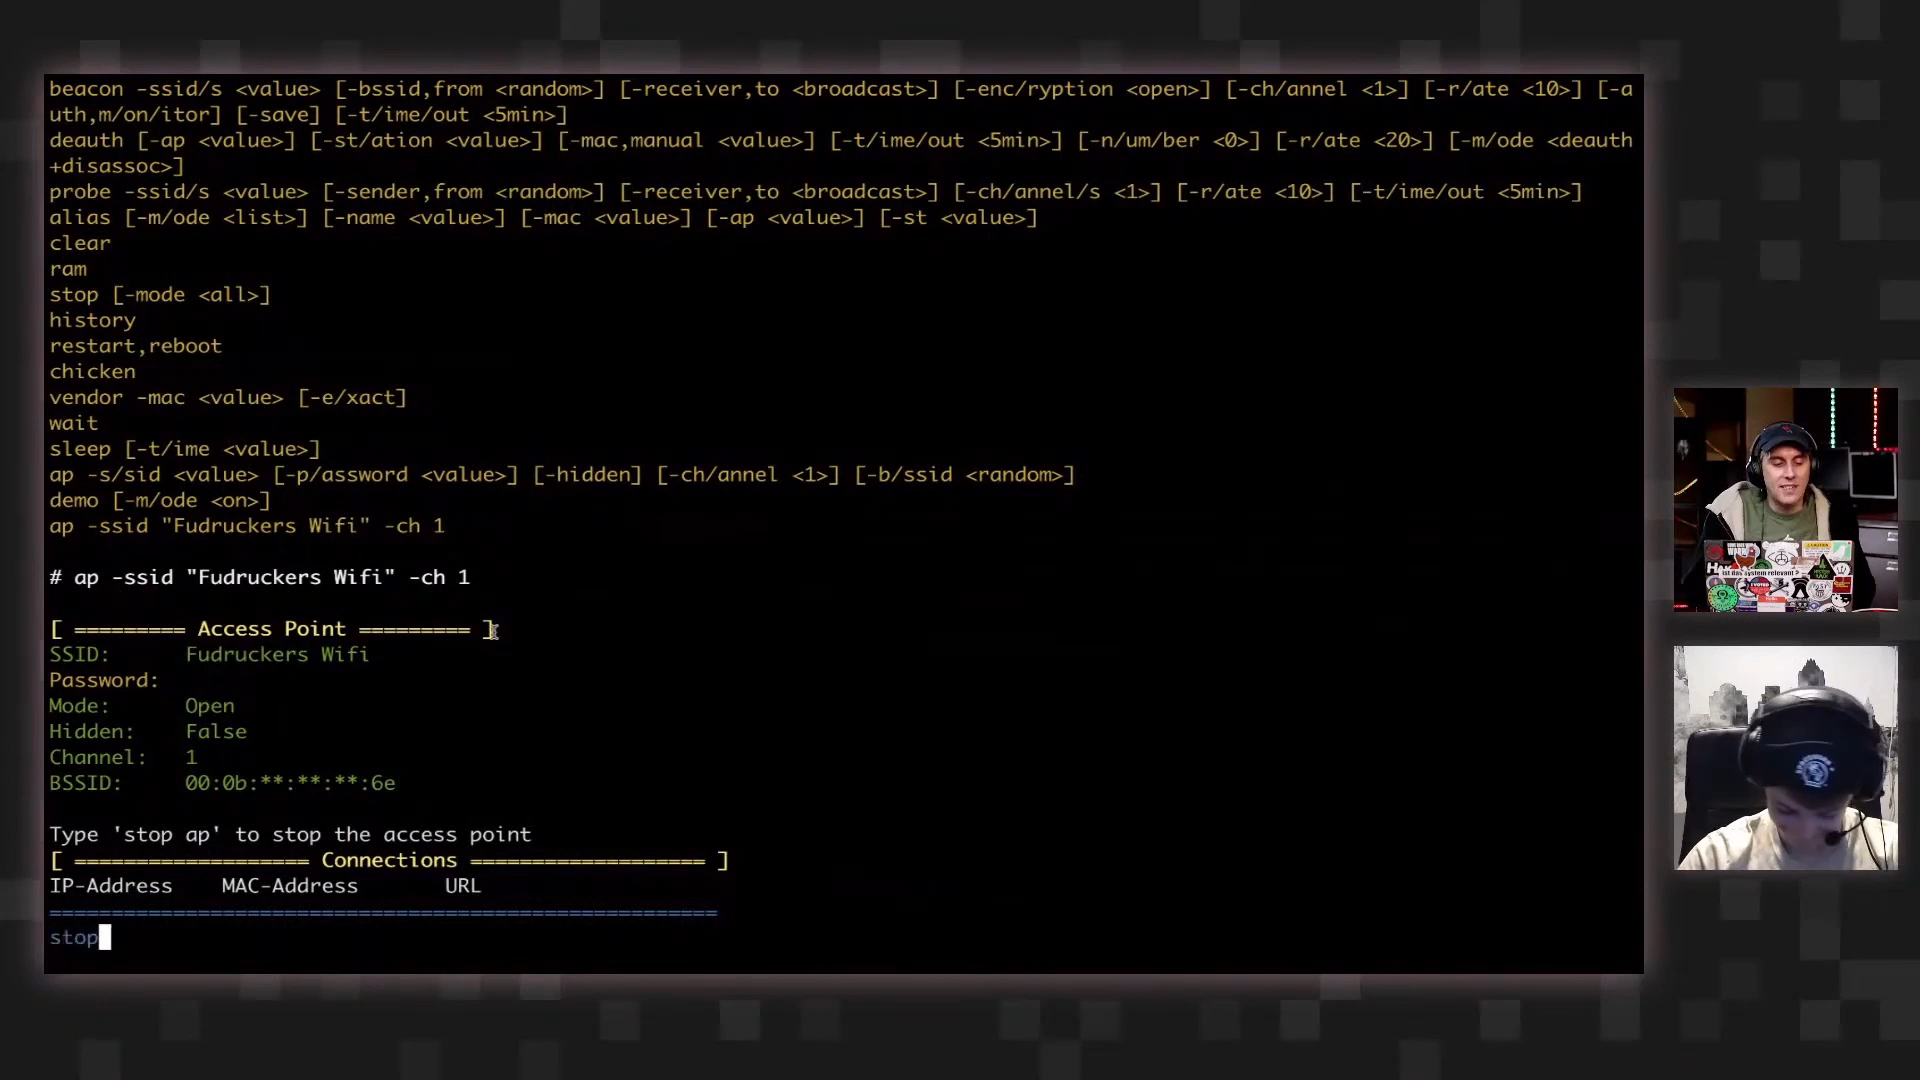 beacon -ssid/s <value> [-bssid,from <random>] [-receiver,to <broadcast>] [-enc/ryption <open>] [-ch/annel <1>] [-r/ate <10>] [-a
uth,m/on/itor] [-save] [-t/ime/out <5min>]
deauth [-ap <value>] [-st/ation <value>] [-mac,manual <value>] [-t/ime/out <5min>] [-n/um/ber <0>] [-r/ate <20>] [-m/ode <deauth
+disassoc>]
probe -ssid/s <value> [-sender,from <random>] [-receiver,to <broadcast>] [-ch/annel/s <1>] [-r/ate <10>] [-t/ime/out <5min>]
alias [-m/ode <list>] [-name <value>] [-mac <value>] [-ap <value>] [-st <value>]
clear
ram
stop [-mode <all>]
history
restart,reboot
chicken
vendor -mac <value> [-e/xact]
wait
sleep [-t/ime <value>]
ap -s/sid <value> [-p/assword <value>] [-hidden] [-ch/annel <1>] [-b/ssid <random>]
demo [-m/ode <on>]
ap -ssid "Fudruckers Wifi" -ch 1
# ap -ssid "Fudruckers Wifi" -ch 1
[ ========= Access Point ========= ]
SSID: Fudruckers Wifi
Password:
Mode: Open
Hidden: False
Channel: 1
BSSID: 00:0b:**:**:**:6e
Type 'stop ap' to stop the access point
[ =================== Connections =================== ]
IP-Address MAC-Address URL
======================================================
stop
ist das system relevant ?